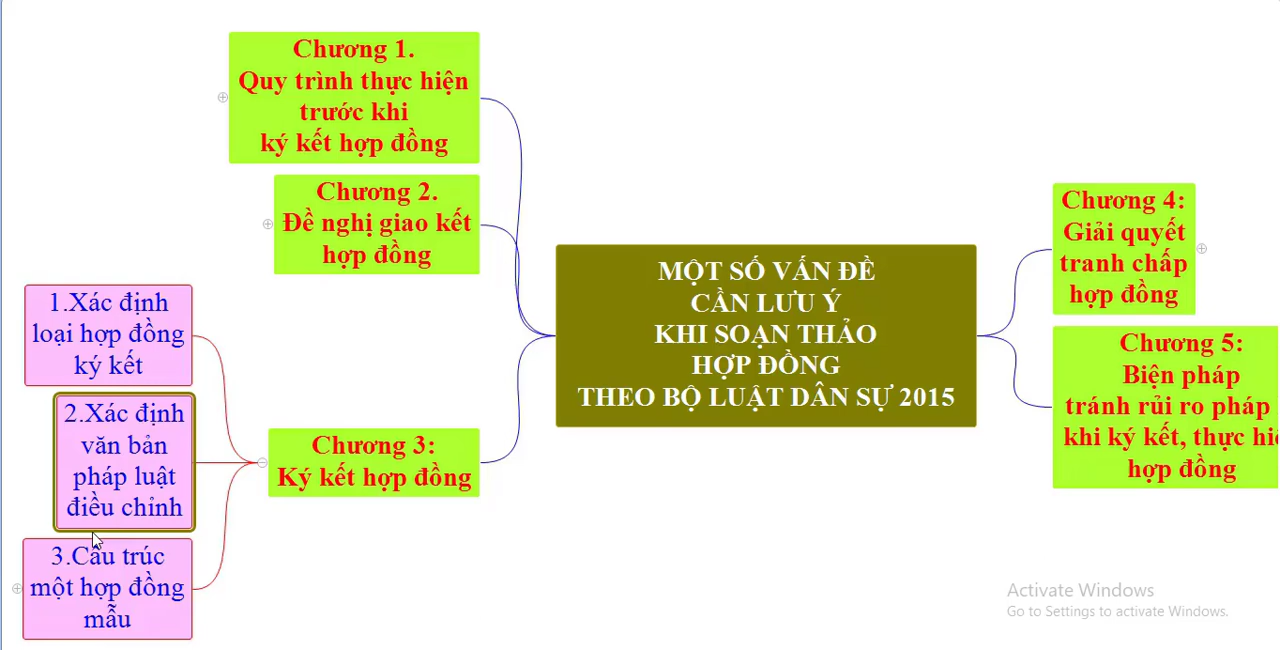 Chương 1.
Quy trình thực hiện
trước khi
ký kết hợp đồng
Chương 2.
Đề nghị giao kết
hợp đồng
1.Xác định
loại hợp đồng
ký kết
2.Xác định
văn bản
pháp luật
điều chỉnh
3.Cấu trúc
một hợp đồng
mẫu
Chương 3:
Ký kết hợp đồng
MỘT SỐ VẤN ĐỀ
CẦN LƯU Ý
KHI SOẠN THẢO
HỢP ĐỒNG
THEO BỘ LUẬT DÂN SỰ 2015
Chương 4:
Giải quyết
tranh chấp
hợp đồng
Chương 5:
Biện pháp
tránh rủi ro pháp
khi ký kết, thực
hợp đồng
Activate Windows
Go to Settings to activate Windows.